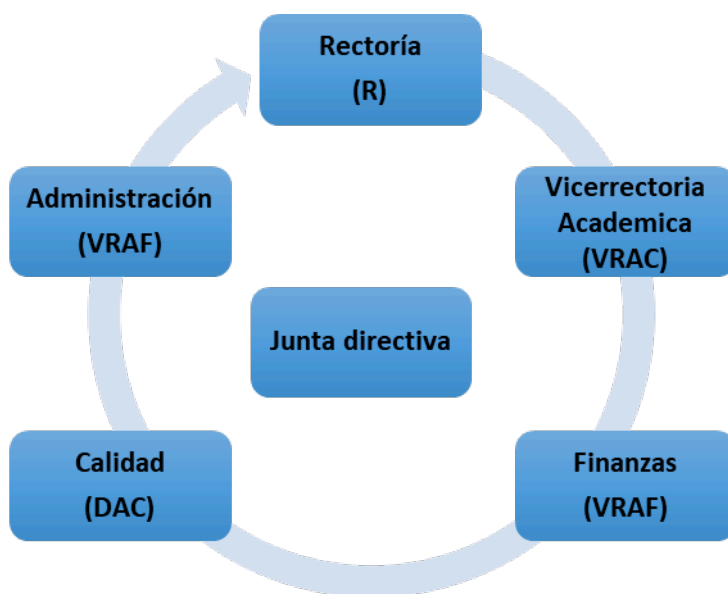 Rectoría
(R)
Vicerrectoria
Academica
(VRAC)
Finanzas
(VRAF)
Calidad
(DAC)
Administración
(VRAF)
Junta directiva